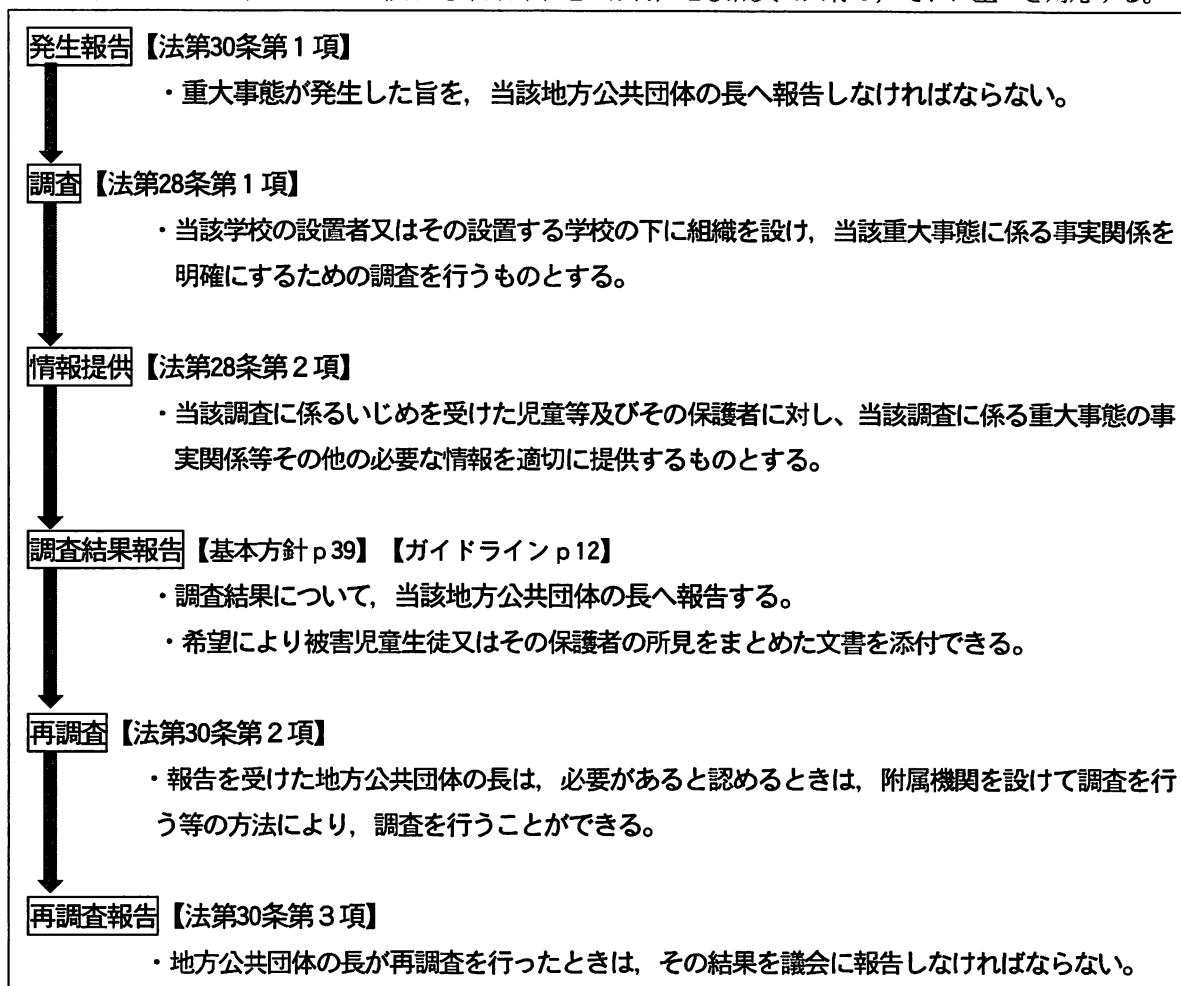 発生報告【法第30条第1項】
・重大事態が発生した旨を，当該地方公共団体の長へ報告しなければならない。
調査【法第28条第1項】
・当該学校の設置者又はその設置する学校の下に組織を設け，当該重大事態に係る事実関係を
明確にするための調査を行うものとする。
情報提供【法第28条第2項】
・当該調査に係るいじめを受けた児童等及びその保護者に対し、当該調査に係る重大事態の事
実関係等その他の必要な情報を適切に提供するものとする。
調査結果報告【基本方針p39】【ガイドラインp12】
・調査結果について，当該地方公共団体の長へ報告する。
・希望により被害児童生徒又はその保護者の所見をまとめた文書を添付できる。
再調査【法第30条第2項】
・報告を受けた地方公共団体の長は，必要があると認めるときは，附属機関を設けて調査を行
う等の方法により，調査を行うことができる。
再調査報告【法第30条第3項】
・地方公共団体の長が再調査を行ったときは，その結果を議会に報告しなければならない。